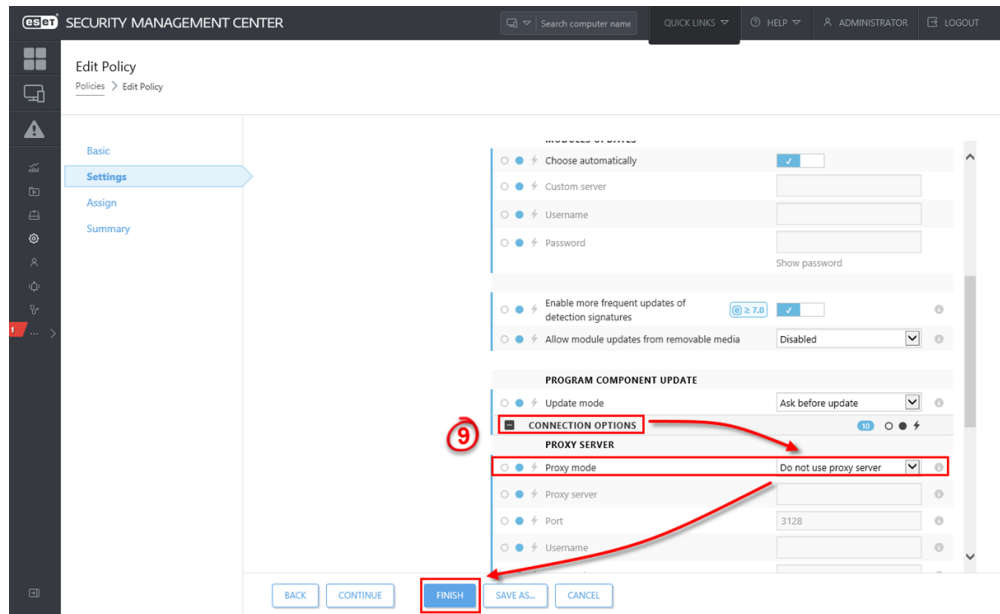 eset SECURITY MANAGEMENT CENTER
Search computer name
QUICK LINKS
HELP
ADMINISTRATOR
LOGOUT
Edit Policy
Policies > Edit Policy
Basic
Settings
Assign
Summary
MODULES UPDATES
Choose automatically
Custom server
Username
Password
Show password
Enable more frequent updates of
detection signatures
≥ 7.0
Allow module updates from removable media
Disabled
PROGRAM COMPONENT UPDATE
Update mode
Ask before update
9
CONNECTION OPTIONS
10
PROXY SERVER
Proxy mode
Do not use proxy server
Proxy server
Port
3128
Username
1
...
BACK
CONTINUE
FINISH
SAVE AS...
CANCEL